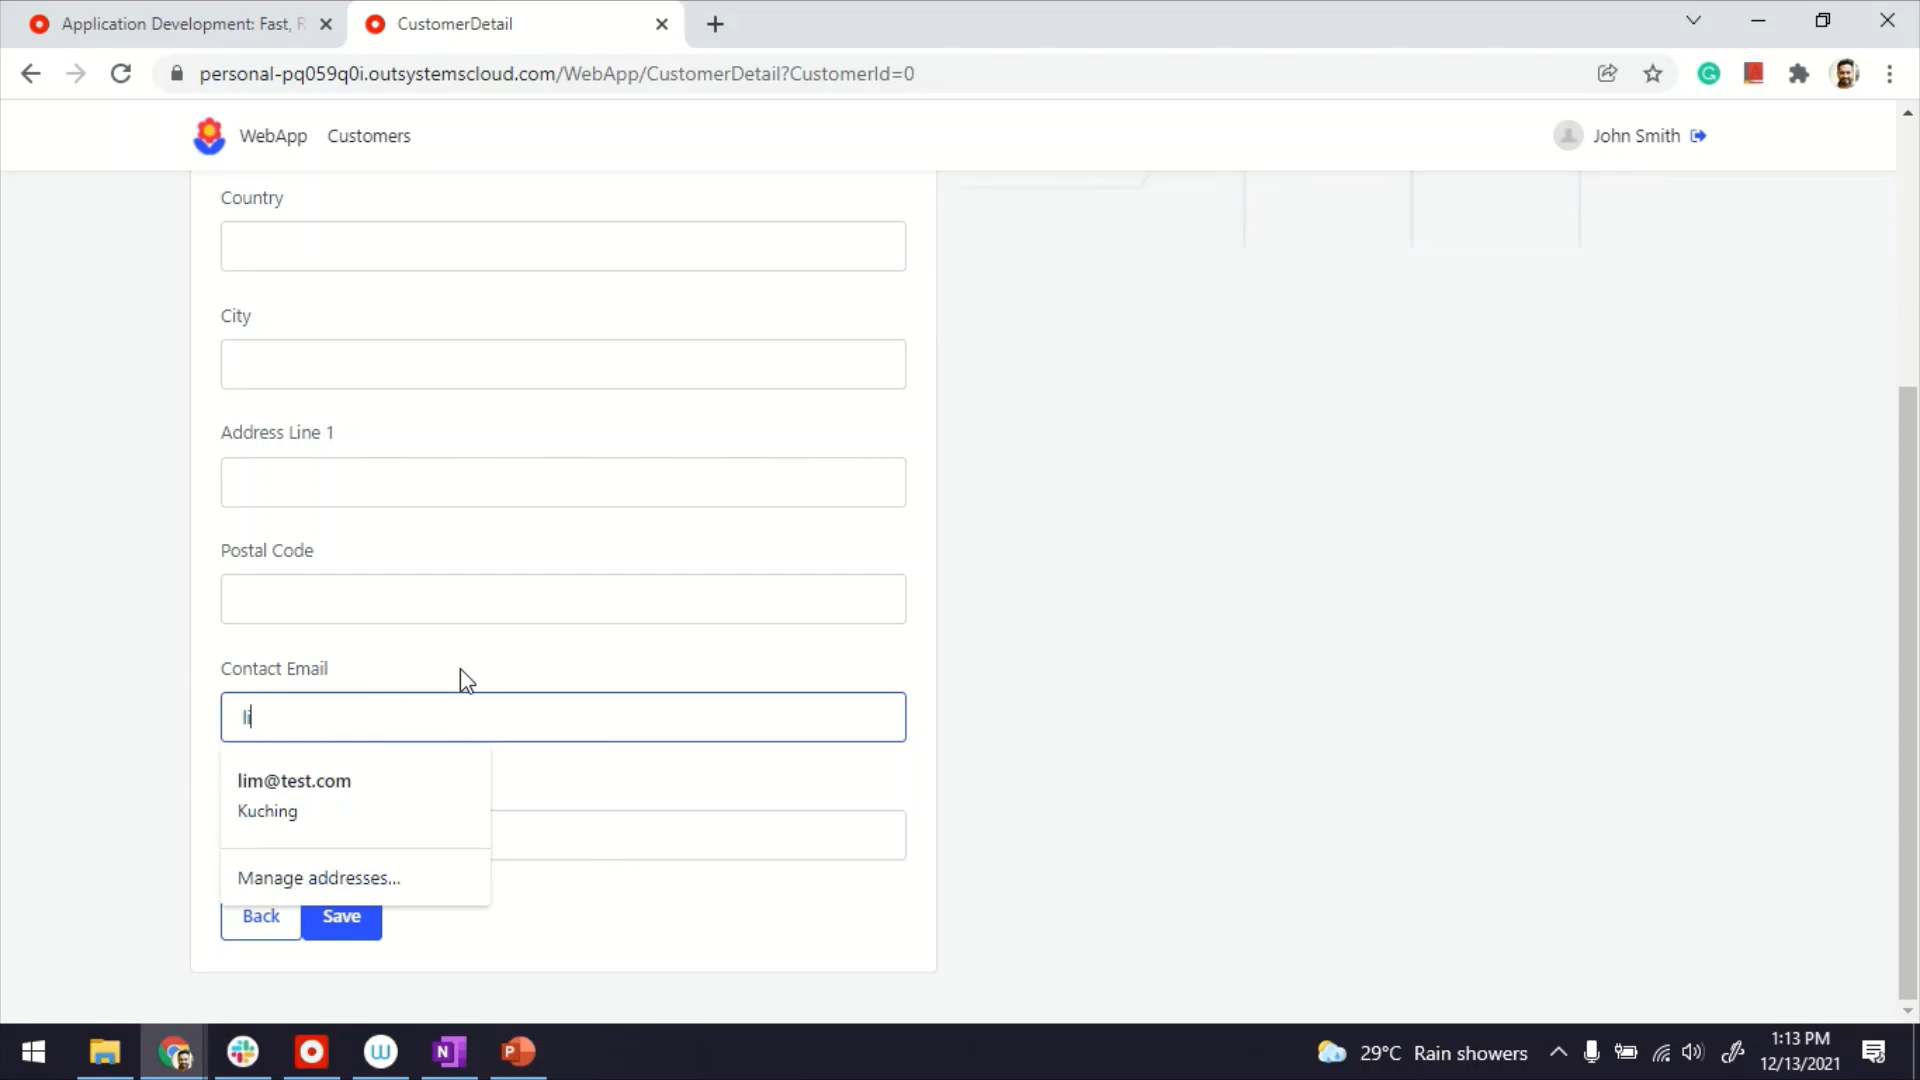 Application Development: Fast, R
CustomerDetail
personal-pq059q0i.outsystemscloud.com/WebApp/CustomerDetail?CustomerId=0
WebApp Customers
John Smith
Country
City
Address Line 1
Postal Code
Contact Email
li
lim@test.com
Kuching
Manage addresses...
Back Save
29°C Rain showers
1:13 PM
12/13/2021